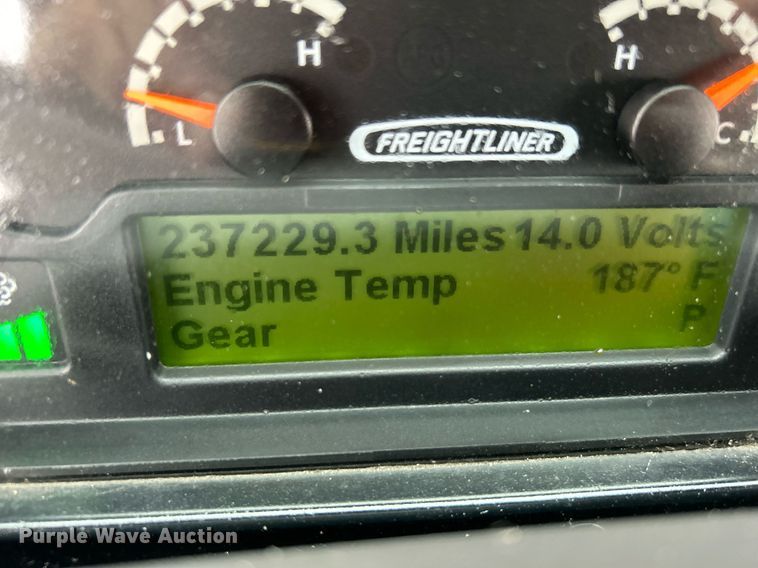 H H
L C
FREIGHTLINER
237229.3 Miles 14.0 Volts
Engine Temp 187° F
Gear P
Purple Wave Auction